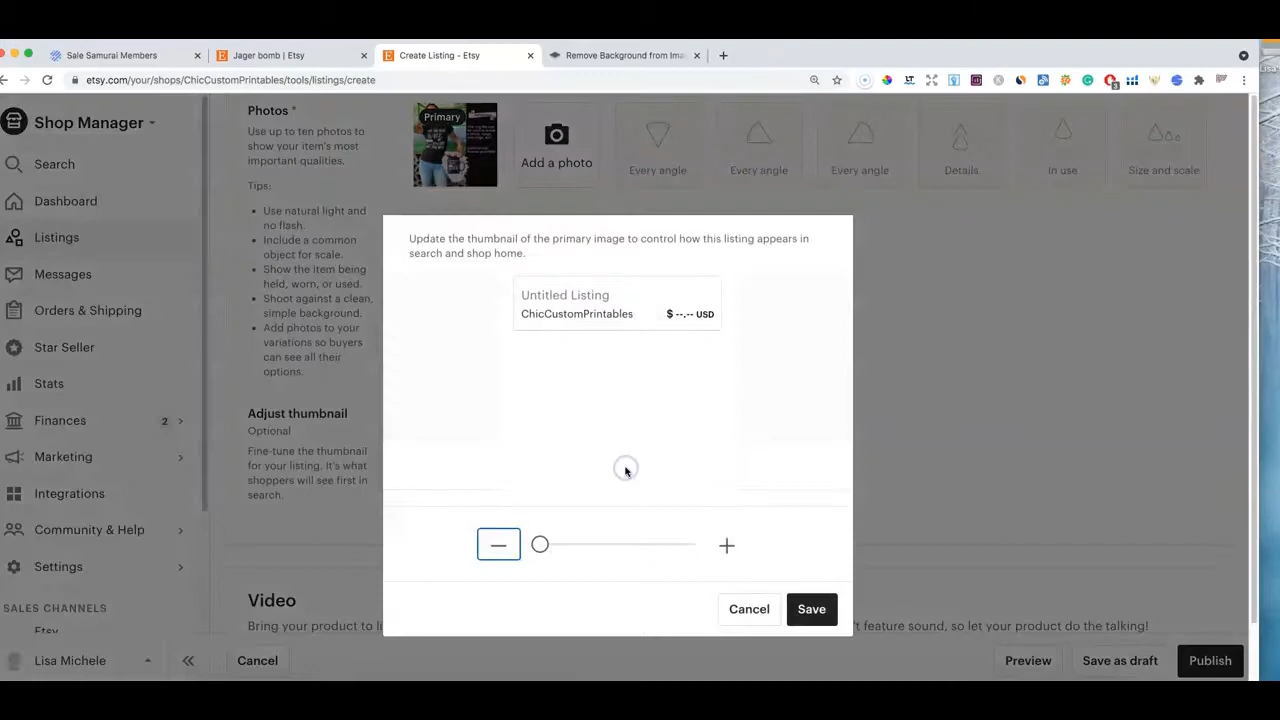 Sale Samurai Members
Jager bomb | Etsy
Create Listing - Etsy
Remove Background from Ima
etsy.com/your/shops/ChicCustomPrintables/tools/listings/create
Shop Manager
Search
Dashboard
Listings
Messages
Orders & Shipping
Star Seller
Stats
Finances 2
Marketing
Integrations
Community & Help
Settings
SALES CHANNELS
Etsy
Lisa Michele
Photos *
Use up to ten photos to
show your item's most
important qualities.
Tips:
Use natural light and
no flash.
Include a common
object for scale.
Show the item being
held, worn, or used.
Shoot against a clean,
simple background.
Add photos to your
variations so buyers
can see all their
options.
Primary
Add a photo
Every angle
Every angle
Every angle
Details
In use
Size and scale
Adjust thumbnail
Optional
Fine-tune the thumbnail
for your listing. It's what
shoppers will see first in
search.
Update the thumbnail of the primary image to control how this listing appears in
search and shop home.
Untitled Listing
ChicCustomPrintables $ --.-- USD
Cancel Save
Video
Bring your product to li
't feature sound, so let your product do the talking!
Cancel
Preview
Save as draft
Publish